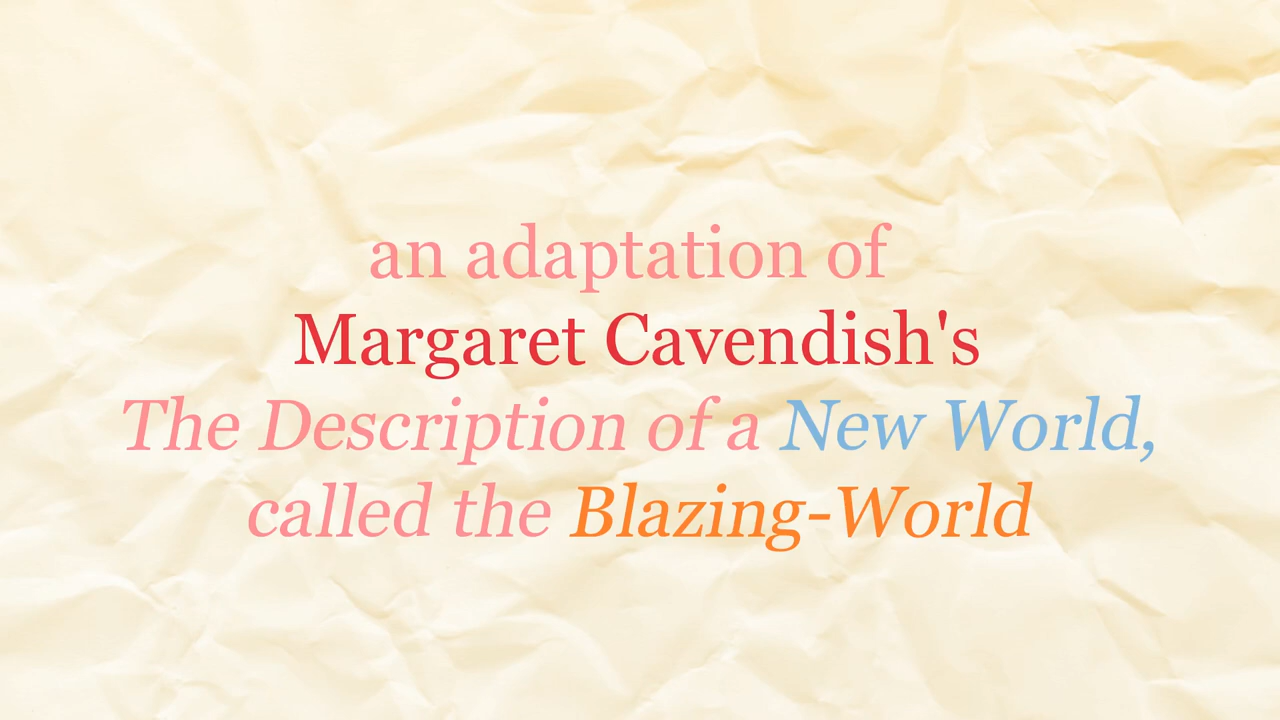 an adaptation of
Margaret Cavendish's
The Description of a New World,
called the Blazing-World